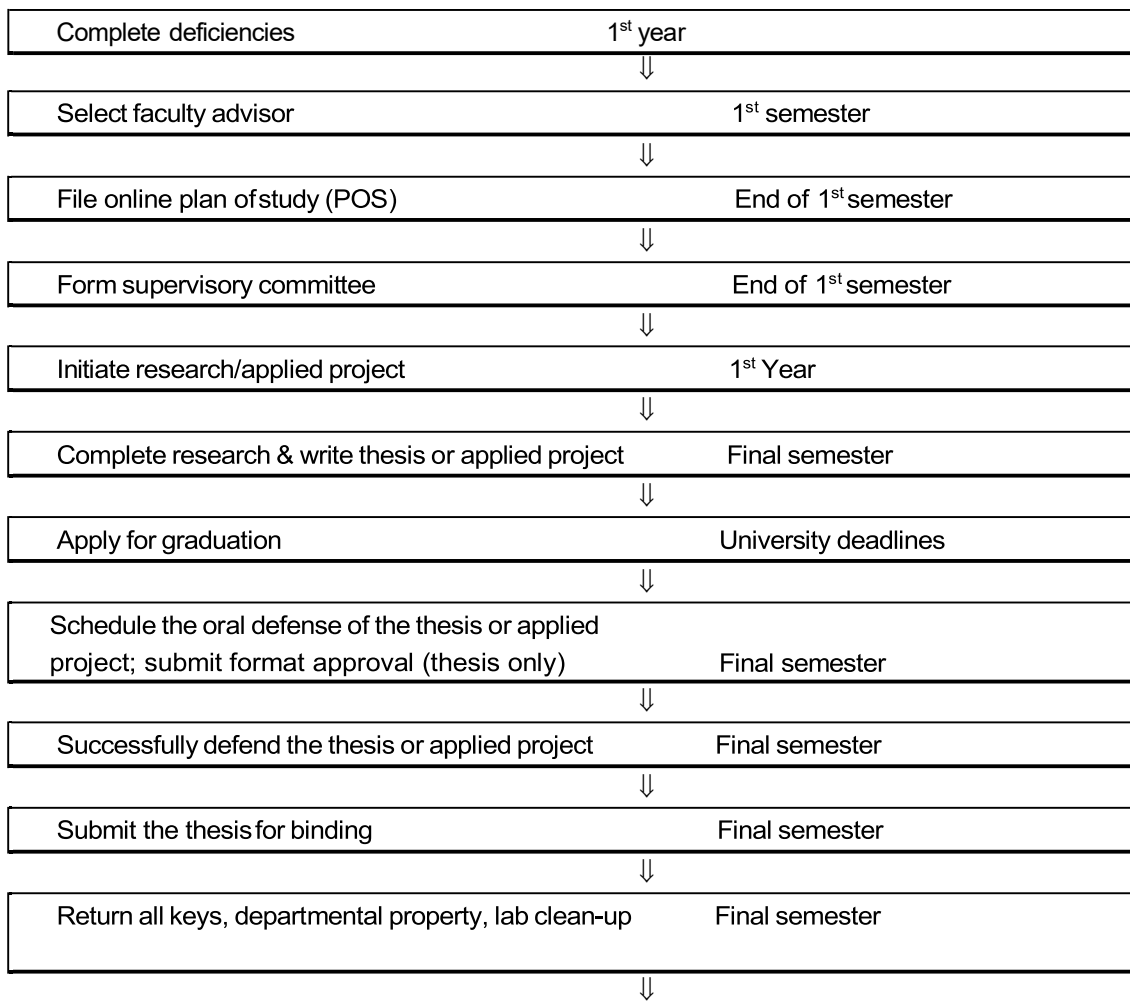 Complete deficiencies 1st year
⇓
Select faculty advisor 1st semester
⇓
File online plan of study (POS) End of 1st semester
⇓
Form supervisory committee End of 1st semester
⇓
Initiate research/applied project 1st Year
⇓
Complete research & write thesis or applied project Final semester
⇓
Apply for graduation University deadlines
⇓
Schedule the oral defense of the thesis or applied
project; submit format approval (thesis only) Final semester
⇓
Successfully defend the thesis or applied project Final semester
⇓
Submit the thesis for binding Final semester
⇓
Return all keys, departmental property, lab clean-up Final semester
⇓